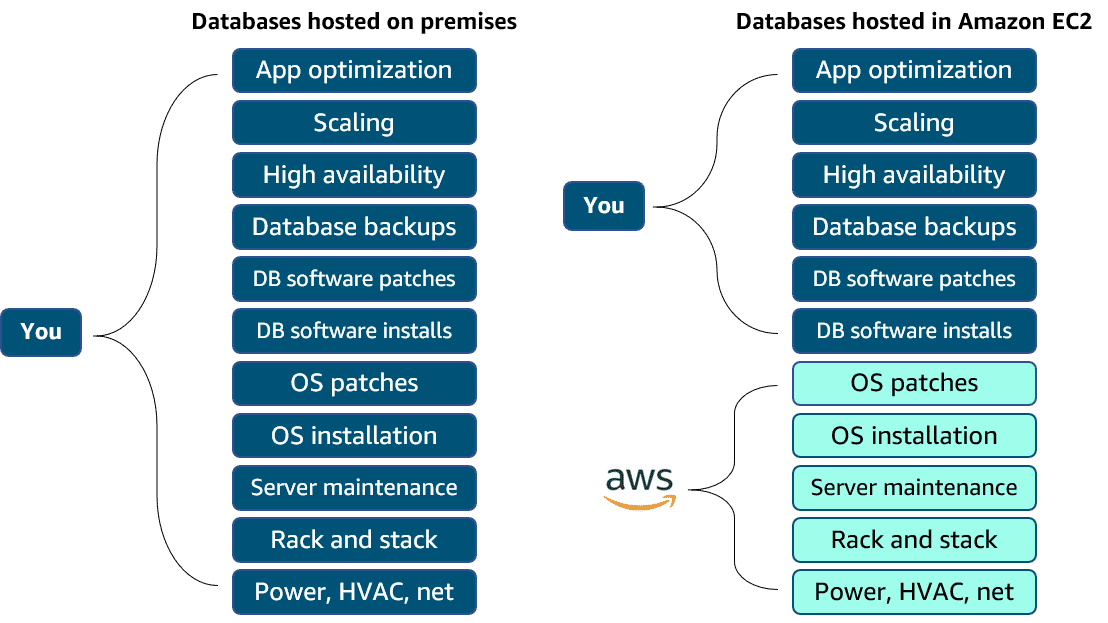 Databases hosted on premises
You
App optimization
Scaling
High availability
Database backups
DB software patches
DB software installs
OS patches
OS installation
Server maintenance
Rack and stack
Power, HVAC, net
Databases hosted in Amazon EC2
You
aws
App optimization
Scaling
High availability
Database backups
DB software patches
DB software installs
OS patches
OS installation
Server maintenance
Rack and stack
Power, HVAC, net